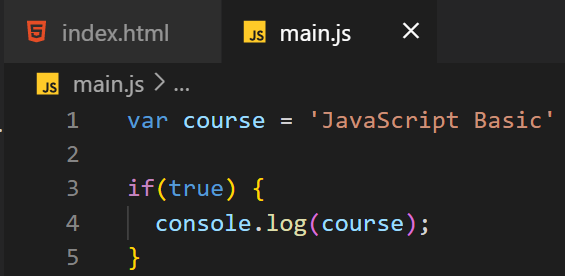 index.html main.js ×
JS main.js > ...
1 var course = 'JavaScript Basic'
2
3 if(true) {
4 console.log(course);
5 }